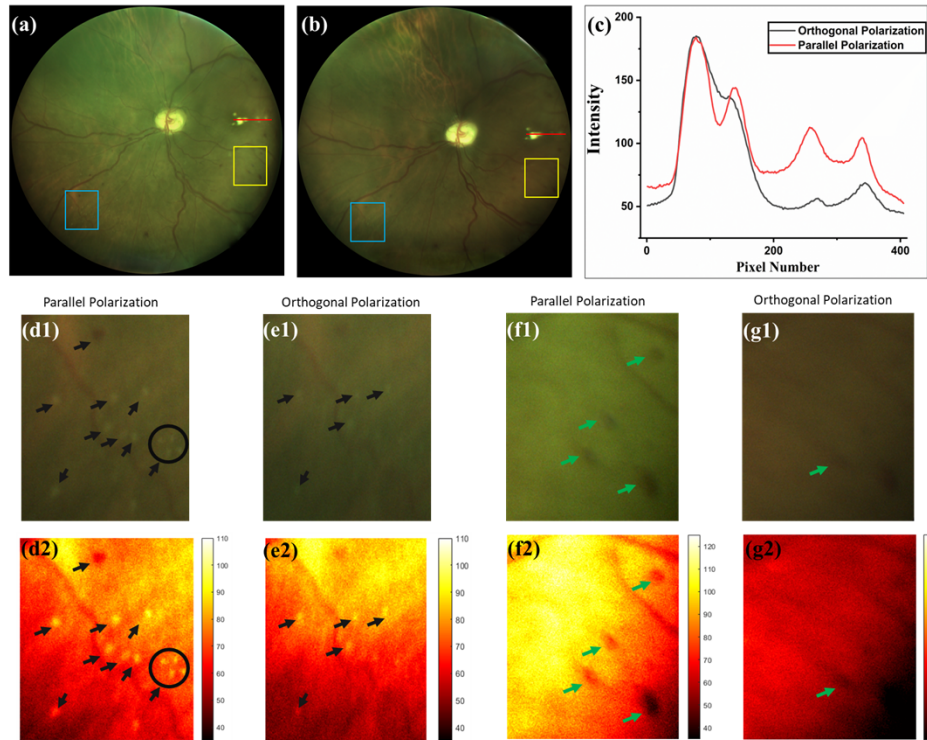 (a)
(b)
(c)
200
150
100
50
Intensity
0
200
400
Pixel Number
Orthogonal Polarization
Parallel Polarization
Parallel Polarization
Orthogonal Polarization
Parallel Polarization
Orthogonal Polarization
(d1)
(e1)
(f1)
(g1)
(d2)
110
100
90
80
70
60
50
40
(e2)
110
100
90
80
70
60
50
40
(f2)
120
110
100
90
80
70
60
50
40
(g2)